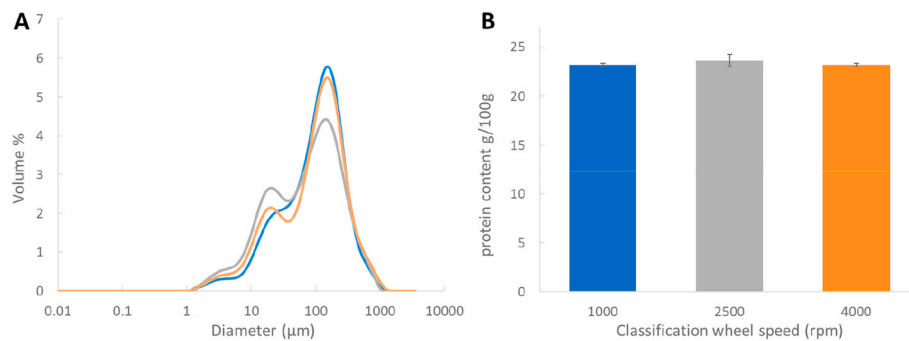 A
7
6
5
4
3
2
1
0
Volume %
0.01 0.1 1 10 100 1000 10000
Diameter (µm)
B
25
20
15
10
5
0
protein content g/100g
1000 2500 4000
Classification wheel speed (rpm)